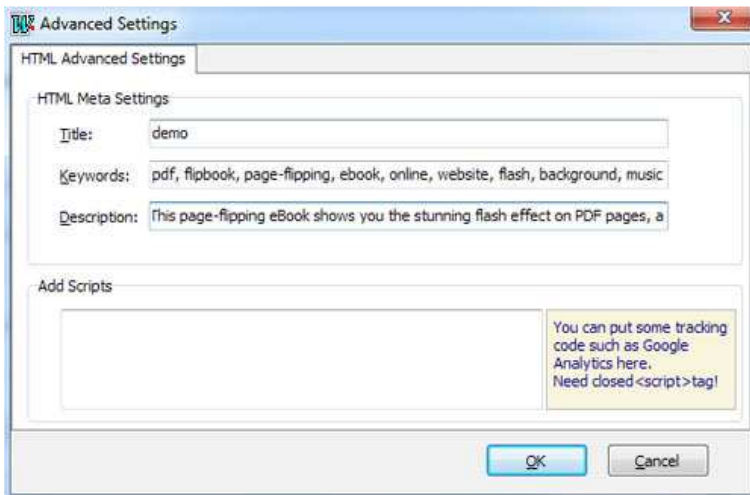 Advanced Settings
HTML Advanced Settings
HTML Meta Settings
Title: demo
Keywords: pdf, flipbook, page-flipping, ebook, online, website, flash, background, music
Description: This page-flipping eBook shows you the stunning flash effect on PDF pages, a
Add Scripts
You can put some tracking
code such as Google
Analytics here.
Need closed<script>tag!
OK Cancel